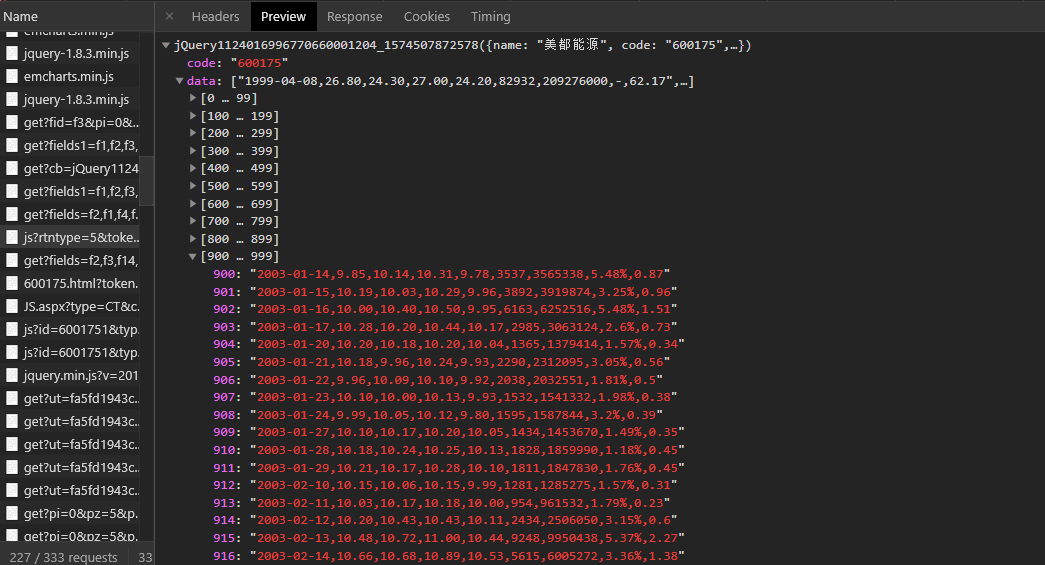 Name
emcharts.min.js
jquery-1.8.3.min.js
emcharts.min.js
jquery-1.8.3.min.js
get?fid=f3&pi=0&...
get?fields1=f1,f2,f3,
get?cb=jQuery1124
get?fields1=f1,f2,f3,
get?fields=f2,f1,f4,f.
js?rtntype=5&toke...
get?fields=f2,f3,f14,
600175.html?token.
JS.aspx?type=CT&c.
js?id=6001751&typ.
js?id=6001751&typ.
jquery.min.js?v=201
get?ut=fa5fd1943c..
get?ut=fa5fd1943c..
get?ut=fa5fd1943c..
get?ut=fa5fd1943c..
get?ut=fa5fd1943c..
get?pi=0&pz=5&p.
get?pi=0&pz=5&p.
227 / 333 requests 33
× Headers Preview Response Cookies Timing
jQuery1124016996770660001204_1574507872578({name: "美都能源", code: "600175",…})
code: "600175"
data: ["1999-04-08,26.80,24.30,27.00,24.20,82932,209276000,-,62.17",…]
[0 … 99]
[100 … 199]
[200 … 299]
[300 … 399]
[400 … 499]
[500 … 599]
[600 … 699]
[700 … 799]
[800 … 899]
[900 … 999]
900: "2003-01-14,9.85,10.14,10.31,9.78,3537,3565338,5.48%,0.87"
901: "2003-01-15,10.19,10.03,10.29,9.96,3892,3919874,3.25%,0.96"
902: "2003-01-16,10.00,10.40,10.50,9.95,6163,6252516,5.48%,1.51
903: "2003-01-17,10.28,10.20,10.44,10.17,2985,3063124,2.6%,0.73"
904: "2003-01-20,10.20,10.18,10.20,10.04,1365,1379414,1.57%,0.34"
905: "2003-01-21,10.18,9.96,10.24,9.93,2290,2312095,3.05%,0.56"
906: "2003-01-22,9.96,10.09,10.10,9.92,2038,2032551,1.81%,0.5"
907: "2003-01-23,10.10,10.00,10.13,9.93,1532,1541332,1.98%,0.38"
908: "2003-01-24,9.99,10.05,10.12,9.80,1595,1587844,3.2%,0.39"
909: "2003-01-27,10.10,10.17,10.20,10.05,1434,1453670,1.49%,0.35"
910: "2003-01-28,10.18,10.24,10.25,10.13,1828,1859990,1.18%,0.45"
911: "2003-01-29,10.21,10.17,10.28,10.10,1811,1847830,1.76%,0.45"
912: "2003-02-10,10.15,10.06,10.15,9.99,1281,1285275,1.57%,0.31"
913: "2003-02-11,10.03,10.17,10.18,10.00,954,961532,1.79%,0.23"
914: "2003-02-12,10.20,10.43,10.43,10.11,2434,2506050,3.15%,0.6"
915: "2003-02-13,10.48,10.72,11.00,10.44,9248,9950438,5.37%,2.27"
916: "2003-02-14,10.66,10.68,10.89,10.53,5615,6005272,3.36%,1.38"